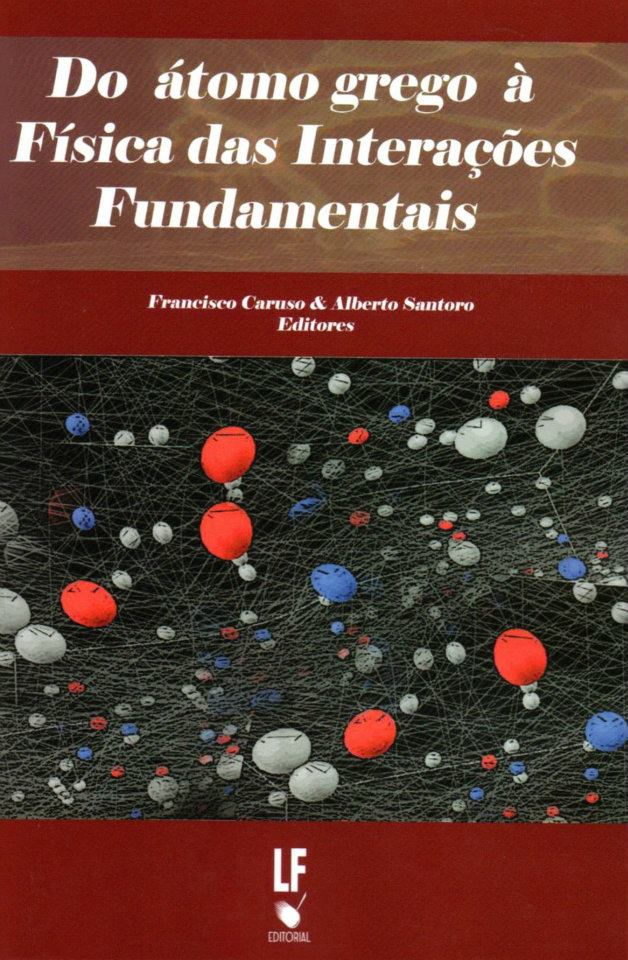 Do átomo grego à
Física das Interações
Fundamentais
Francisco Caruso & Alberto Santoro
Editores
LF
EDITORIAL